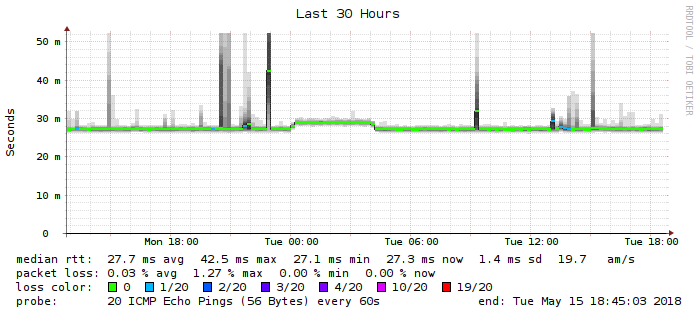 Last 30 Hours
RRDTOOL / TOBI OETIKER
Seconds
50 m
40 m
30 m
20 m
10 m
0
Mon 18:00 Tue 00:00 Tue 06:00 Tue 12:00 Tue 18:00
median rtt: 27.7 ms avg 42.5 ms max 27.1 ms min 27.3 ms now 1.4 ms sd 19.7 am/s
packet loss: 0.03 % avg 1.27 % max 0.00 % min 0.00 % now
loss color: 0 1/20 2/20 3/20 4/20 10/20 19/20
probe: 20 ICMP Echo Pings (56 Bytes) every 60s end: Tue May 15 18:45:03 2018